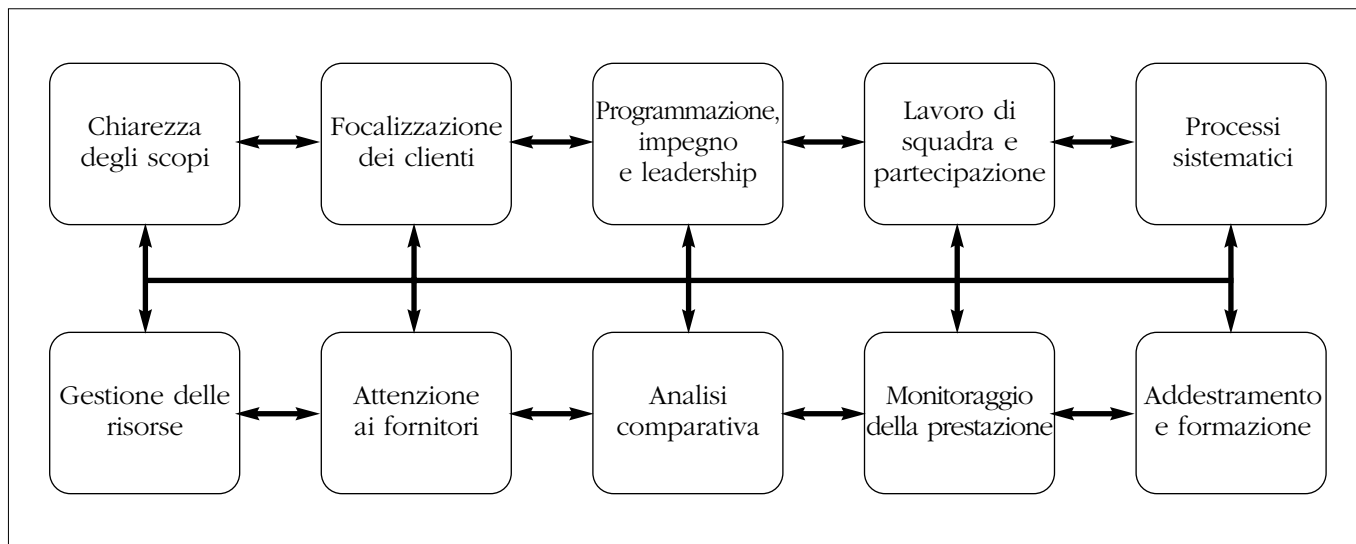 Chiarezza
degli scopi
Focalizzazione
dei clienti
Programmazione,
impegno
e leadership
Lavoro di
squadra e
partecipazione
Processi
sistematici
Gestione delle
risorse
Attenzione
ai fornitori
Analisi
comparativa
Monitoraggio
della prestazione
Addestramento
e formazione